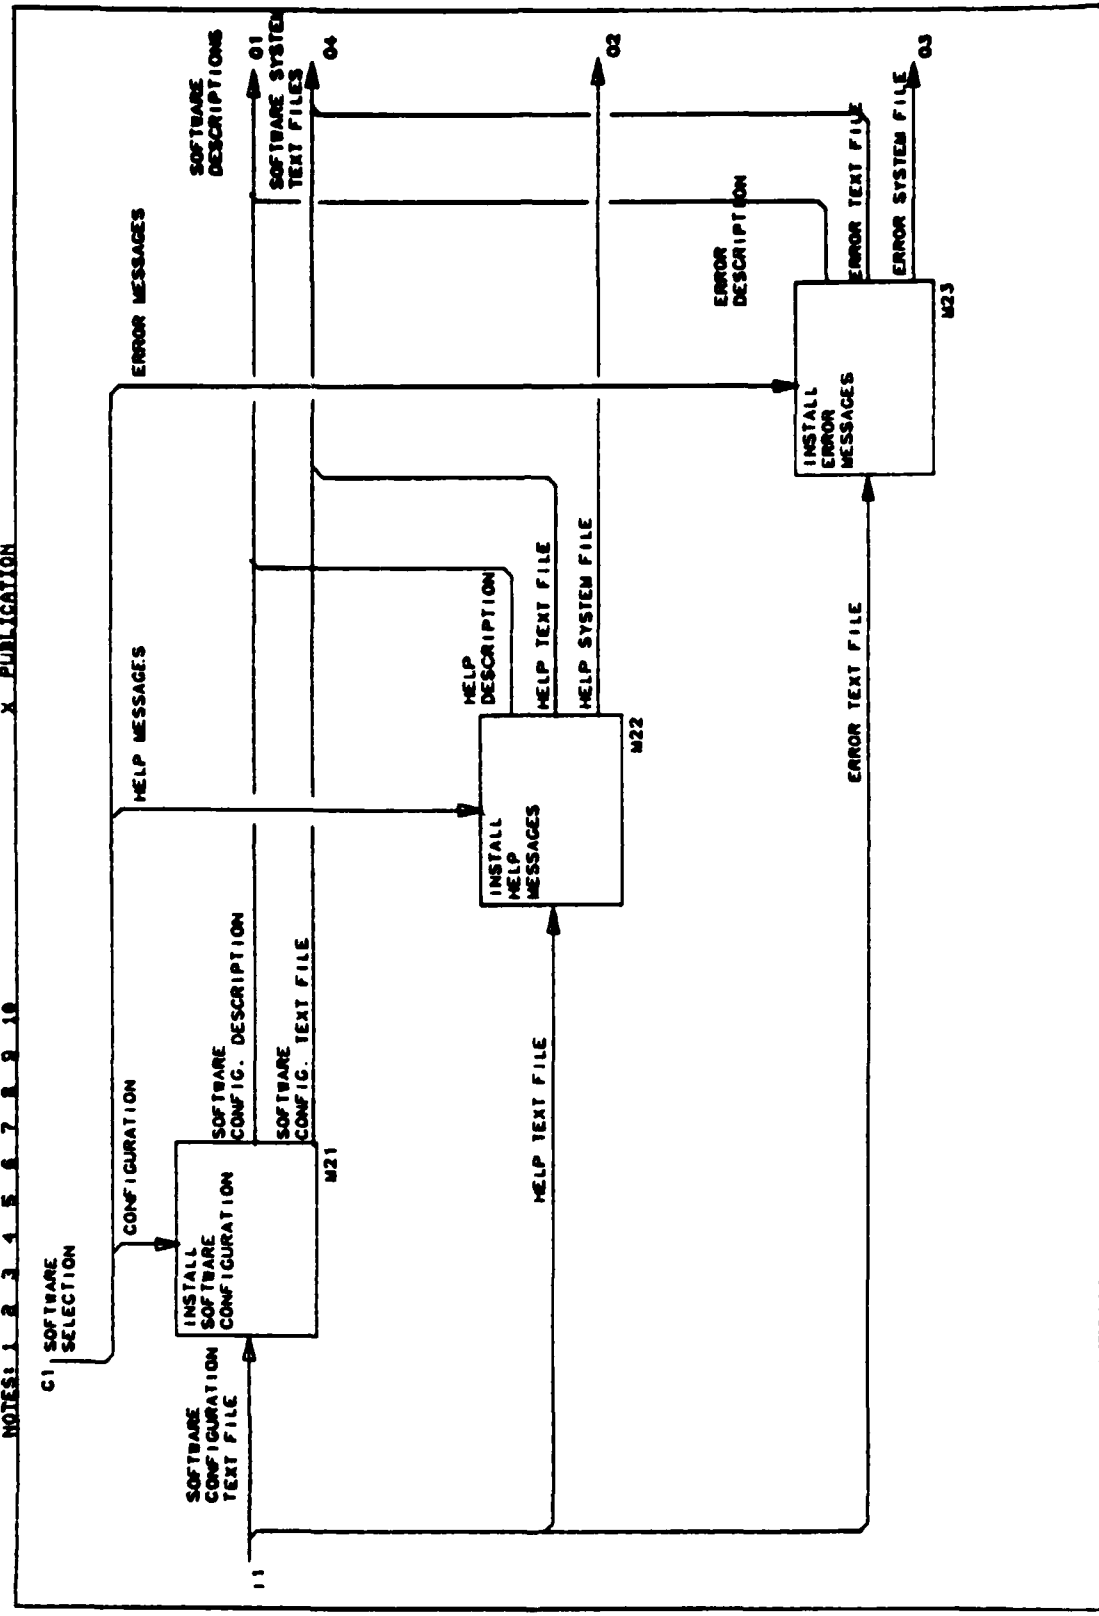 NOTES: 1 2 3 4 5 6 7 8 9 10
X PUBLICATION
C1
SOFTWARE
SELECTION
CONFIGURATION
HELP MESSAGES
ERROR MESSAGES
SOFTWARE
DESCRIPTIONS
O1
SOFTWARE SYSTEM
TEXT FILES
O4
SOFTWARE
CONFIGURATION
TEXT FILE
I1
INSTALL
SOFTWARE
CONFIGURATION
M21
SOFTWARE
CONFIG. DESCRIPTION
SOFTWARE
CONFIG. TEXT FILE
HELP TEXT FILE
INSTALL
HELP
MESSAGES
M22
HELP
DESCRIPTION
HELP TEXT FILE
HELP SYSTEM FILE
O2
ERROR TEXT FILE
INSTALL
ERROR
MESSAGES
M23
ERROR
DESCRIPTION
ERROR TEXT FILE
ERROR SYSTEM FILE
O3